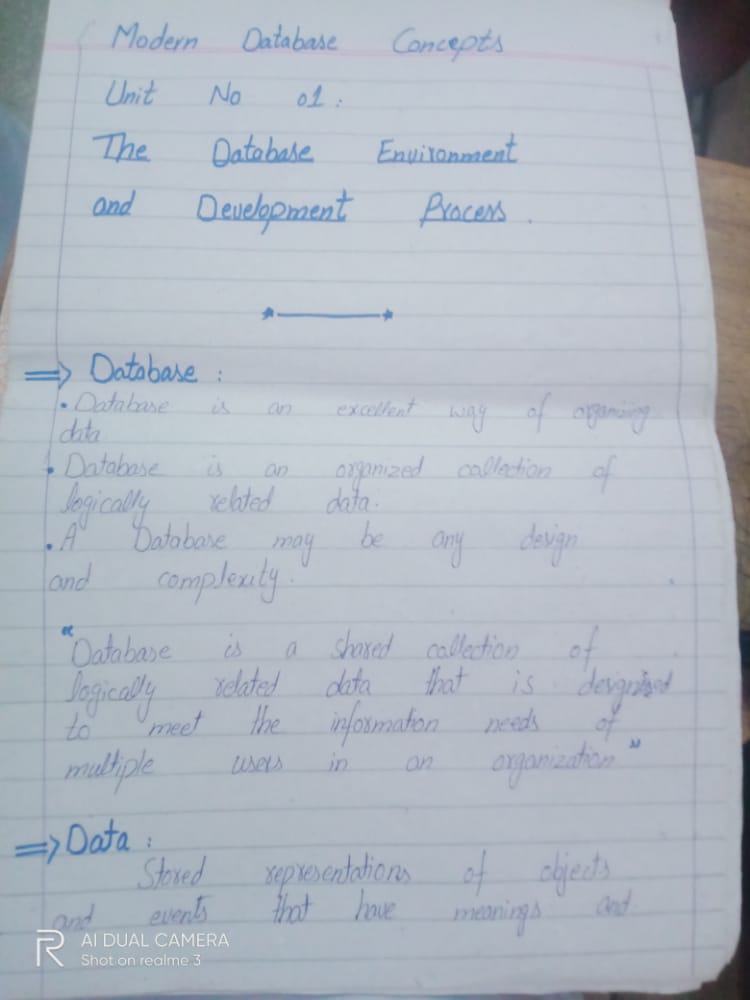 Modern Database Concepts
Unit No 01:
The Database Environment
and Development Process.
⇒ Database:
• Database is an excellent way of organizing
data
• Database is an organized collection of
logically related data.
• A Database may be any design
and complexity.
"Database is a shared collection of
logically related data that is designed
to meet the information needs of
multiple users in an organization"
⇒ Data:
Stored representations of objects
and events that have meanings and
R AI DUAL CAMERA
Shot on realme 3